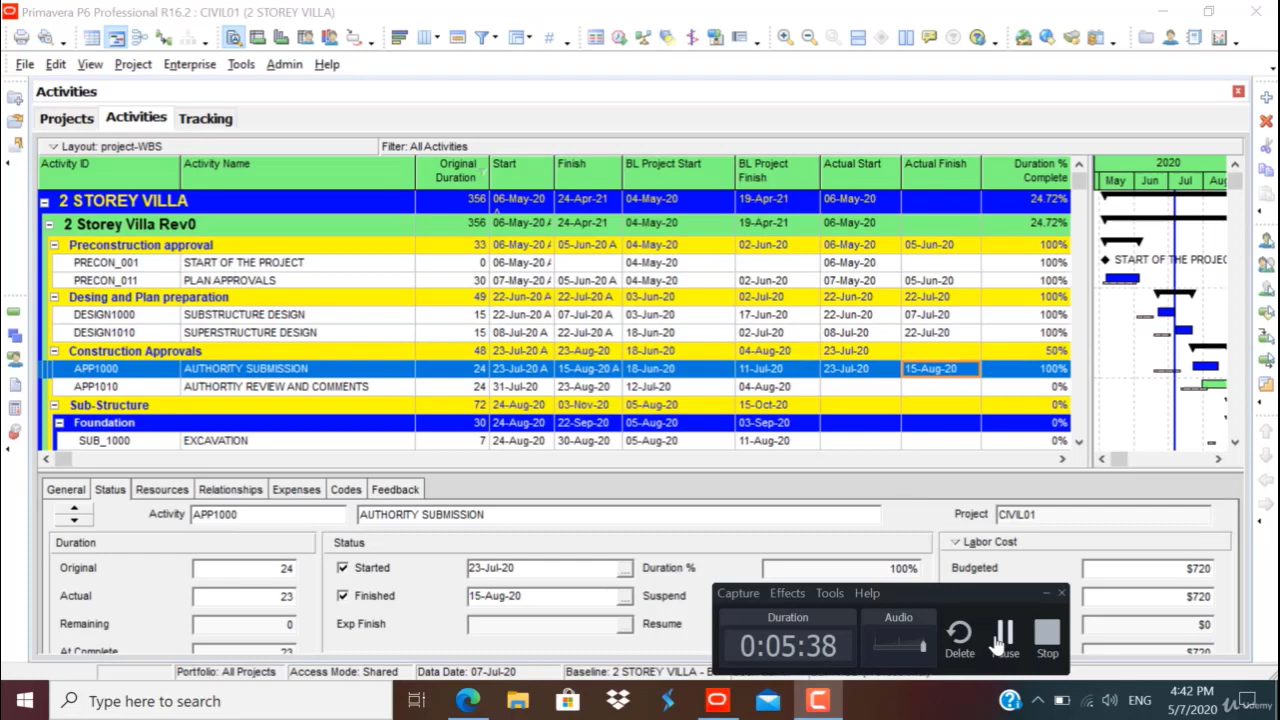 Primavera P6 Professional R16.2 : CIVIL01 (2 STOREY VILLA)
File Edit View Project Enterprise Tools Admin Help
Activities
Projects Activities Tracking
Layout: project-WBS Filter: All Activities
Activity ID Activity Name Original Duration Start Finish BL Project Start BL Project Finish Actual Start Actual Finish Duration % Complete 2020
May Jun Jul Aug
2 STOREY VILLA 356 06-May-20 24-Apr-21 04-May-20 19-Apr-21 06-May-20 24.72%
2 Storey Villa Rev0 356 06-May-20 24-Apr-21 04-May-20 19-Apr-21 06-May-20 24.72%
Preconstruction approval 33 06-May-20 A 05-Jun-20 A 04-May-20 02-Jun-20 06-May-20 05-Jun-20 100%
PRECON_001 START OF THE PROJECT 0 06-May-20 A 04-May-20 06-May-20 100% START OF THE PROJEC
PRECON_011 PLAN APPROVALS 30 07-May-20 A 05-Jun-20 A 04-May-20 02-Jun-20 07-May-20 05-Jun-20 100%
Desing and Plan preparation 49 22-Jun-20 A 22-Jul-20 A 03-Jun-20 02-Jul-20 22-Jun-20 22-Jul-20 100%
DESIGN1000 SUBSTRUCTURE DESIGN 15 22-Jun-20 A 07-Jul-20 A 03-Jun-20 17-Jun-20 22-Jun-20 07-Jul-20 100%
DESIGN1010 SUPERSTRUCTURE DESIGN 15 08-Jul-20 A 22-Jul-20 A 18-Jun-20 02-Jul-20 08-Jul-20 22-Jul-20 100%
Construction Approvals 48 23-Jul-20 A 23-Aug-20 18-Jun-20 04-Aug-20 23-Jul-20 50%
APP1000 AUTHORITY SUBMISSION 24 23-Jul-20 A 15-Aug-20 A 18-Jun-20 11-Jul-20 23-Jul-20 15-Aug-20 100%
APP1010 AUTHORTIY REVIEW AND COMMENTS 24 31-Jul-20 23-Aug-20 12-Jul-20 04-Aug-20 0%
Sub-Structure 72 24-Aug-20 03-Nov-20 05-Aug-20 15-Oct-20 0%
Foundation 30 24-Aug-20 22-Sep-20 05-Aug-20 03-Sep-20 0%
SUB_1000 EXCAVATION 7 24-Aug-20 30-Aug-20 05-Aug-20 11-Aug-20 0%
General Status Resources Relationships Expenses Codes Feedback
Activity APP1000 AUTHORITY SUBMISSION Project CIVIL01
Duration Status Labor Cost
Original 24 Started 23-Jul-20 Duration % 100% Budgeted $720
Actual 23 Finished 15-Aug-20 Suspend $720
Remaining 0 Exp Finish Resume $0
At Complete 23 $720
Capture Effects Tools Help
Duration Audio
0:05:38
Delete Pause Stop
Portfolio: All Projects Access Mode: Shared Data Date: 07-Jul-20 Baseline: 2 STOREY VILLA - B
Type here to search
ENG
4:42 PM
5/7/2020
Udemy